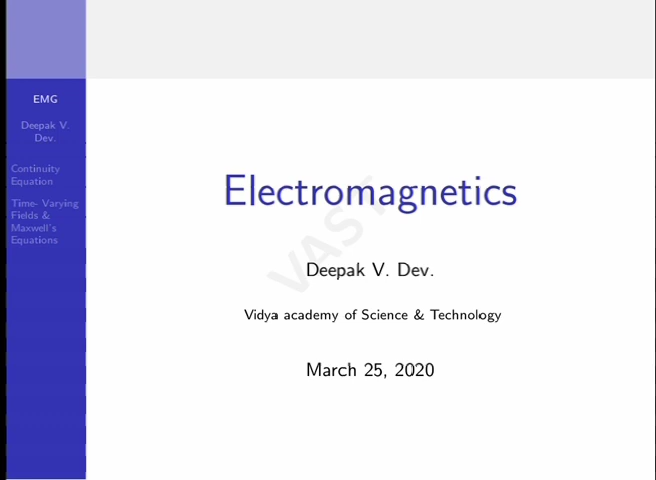 EMG
Deepak V.
Dev.
Continuity
Equation
Time- Varying
Fields &
Maxwell's
Equations
Electromagnetics
VAST
Deepak V. Dev.
Vidya academy of Science & Technology
March 25, 2020